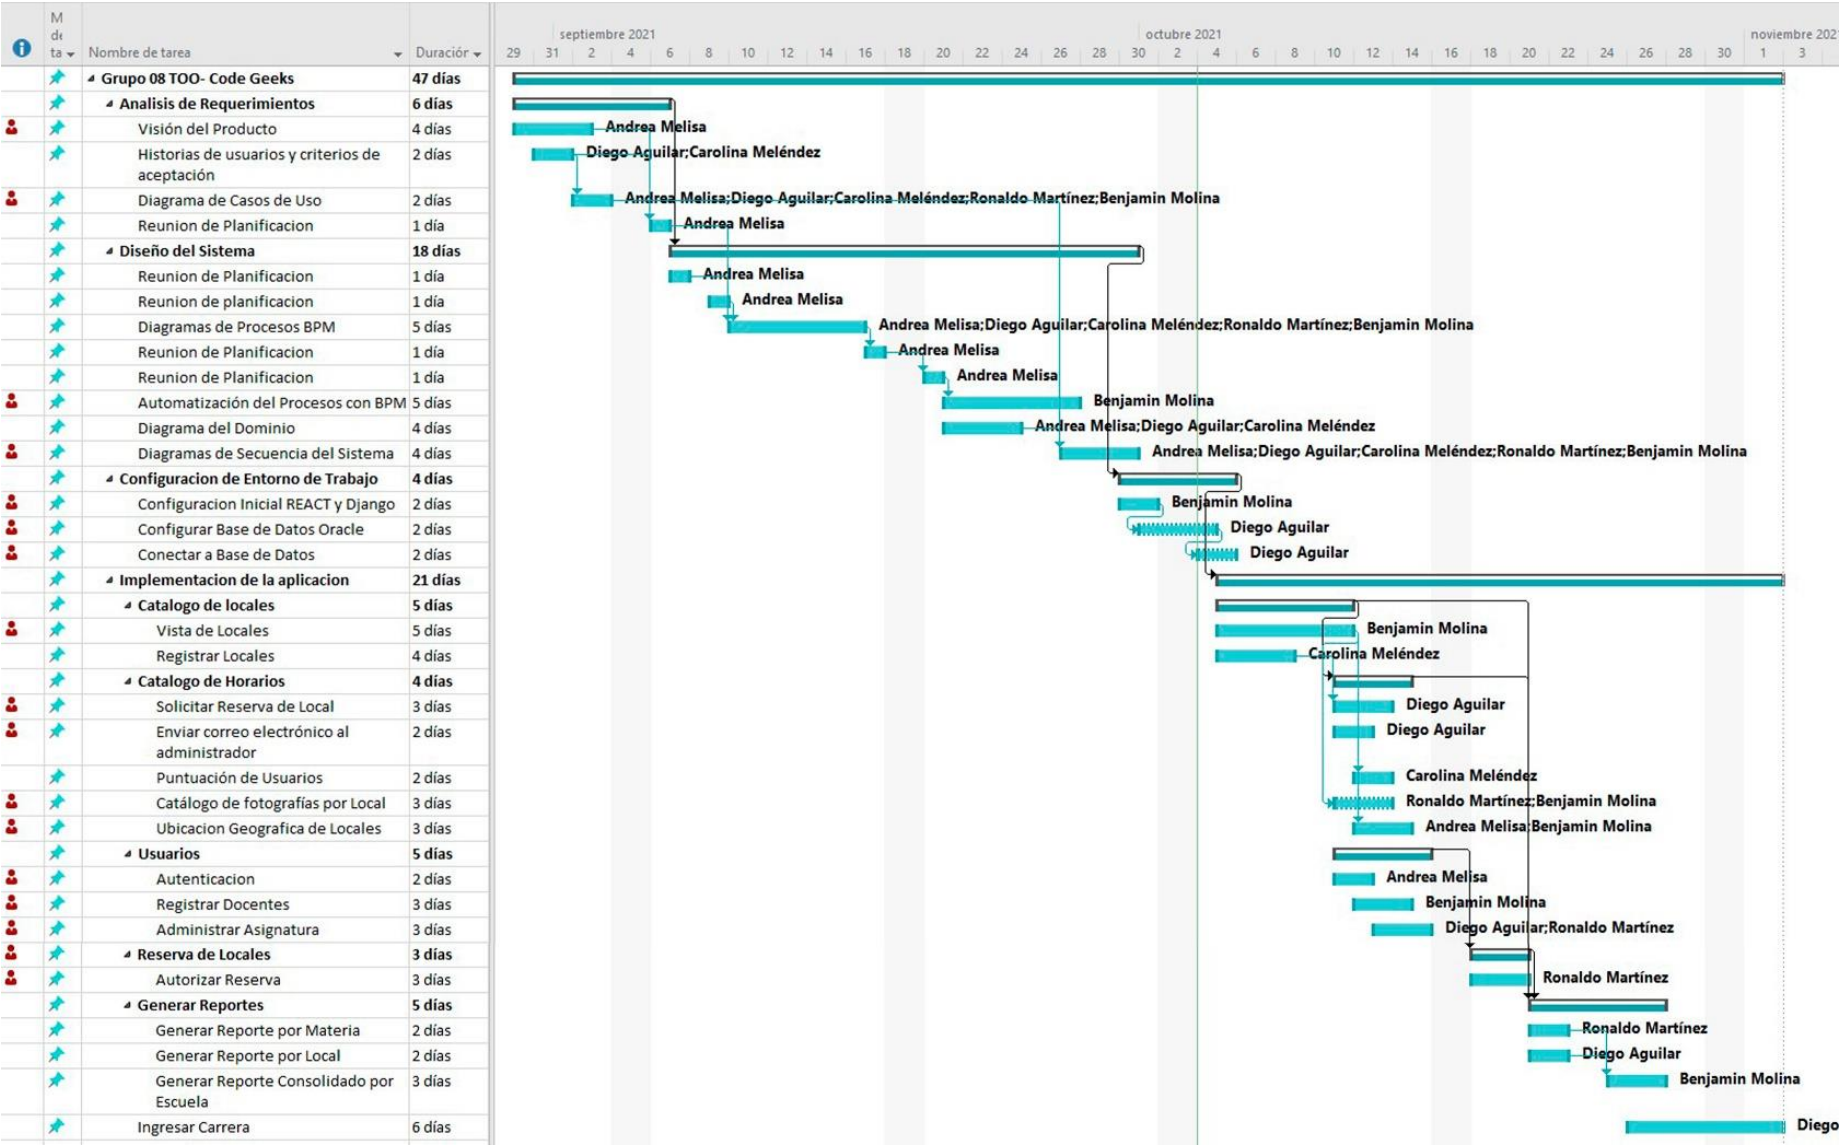 M
de
ta Nombre de tarea Duración
septiembre 2021 octubre 2021 noviembre 202
29 31 2 4 6 8 10 12 14 16 18 20 22 24 26 28 30 2 4 6 8 10 12 14 16 18 20 22 24 26 28 30 1 3
Grupo 08 TOO- Code Geeks 47 días
Analisis de Requerimientos 6 días
Visión del Producto 4 días Andrea Melisa
Historias de usuarios y criterios de 2 días Diego Aguilar;Carolina Meléndez
aceptación
Diagrama de Casos de Uso 2 días Andrea Melisa;Diego Aguilar;Carolina Meléndez;Ronaldo Martínez;Benjamin Molina
Reunion de Planificacion 1 día Andrea Melisa
Diseño del Sistema 18 días
Reunion de Planificacion 1 día Andrea Melisa
Reunion de planificacion 1 día Andrea Melisa
Diagramas de Procesos BPM 5 días Andrea Melisa;Diego Aguilar;Carolina Meléndez;Ronaldo Martínez;Benjamin Molina
Reunion de Planificacion 1 día Andrea Melisa
Reunion de Planificacion 1 día Andrea Melisa
Automatización del Procesos con BPM 5 días Benjamin Molina
Diagrama del Dominio 4 días Andrea Melisa;Diego Aguilar;Carolina Meléndez
Diagramas de Secuencia del Sistema 4 días Andrea Melisa;Diego Aguilar;Carolina Meléndez;Ronaldo Martínez;Benjamin Molina
Configuracion de Entorno de Trabajo 4 días
Configuracion Inicial REACT y Django 2 días Benjamin Molina
Configurar Base de Datos Oracle 2 días Diego Aguilar
Conectar a Base de Datos 2 días Diego Aguilar
Implementacion de la aplicacion 21 días
Catalogo de locales 5 días
Vista de Locales 5 días Benjamin Molina
Registrar Locales 4 días Carolina Meléndez
Catalogo de Horarios 4 días
Solicitar Reserva de Local 3 días Diego Aguilar
Enviar correo electrónico al 2 días Diego Aguilar
administrador
Puntuación de Usuarios 2 días Carolina Meléndez
Catálogo de fotografías por Local 3 días Ronaldo Martínez;Benjamin Molina
Ubicacion Geografica de Locales 3 días Andrea Melisa;Benjamin Molina
Usuarios 5 días
Autenticacion 2 días Andrea Melisa
Registrar Docentes 3 días Benjamin Molina
Administrar Asignatura 3 días Diego Aguilar;Ronaldo Martínez
Reserva de Locales 3 días
Autorizar Reserva 3 días Ronaldo Martínez
Generar Reportes 5 días
Generar Reporte por Materia 2 días Ronaldo Martínez
Generar Reporte por Local 2 días Diego Aguilar
Generar Reporte Consolidado por 3 días Benjamin Molina
Escuela
Ingresar Carrera 6 días Diego